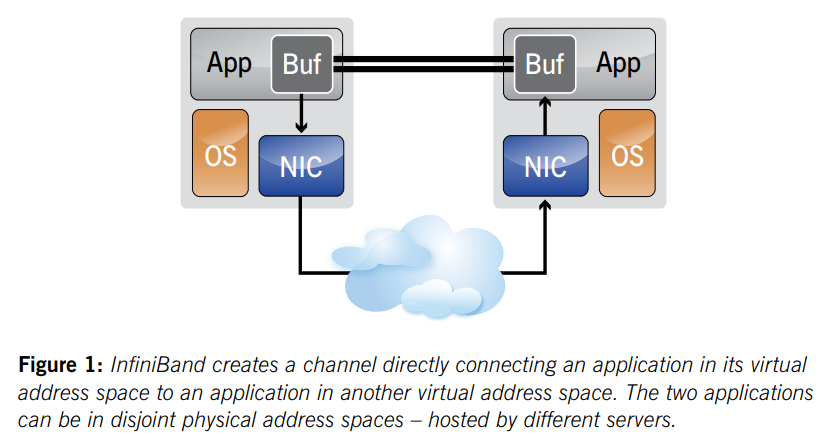 App Buf Buf App
OS NIC NIC OS
Figure 1: InfiniBand creates a channel directly connecting an application in its virtual
address space to an application in another virtual address space. The two applications
can be in disjoint physical address spaces – hosted by different servers.